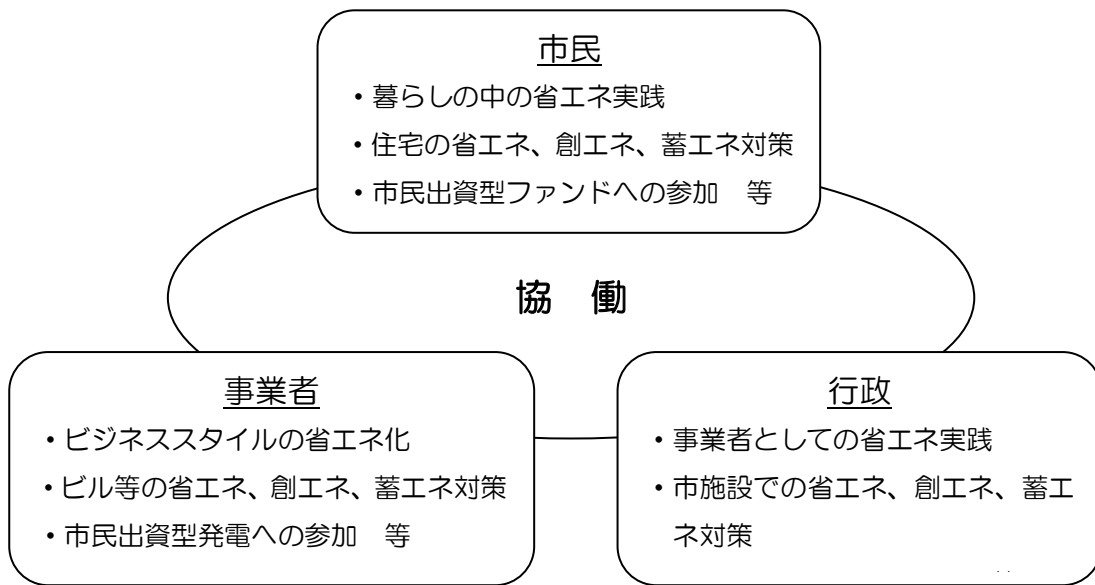 市民
・暮らしの中の省エネ実践
・住宅の省エネ、創エネ、蓄エネ対策
・市民出資型ファンドへの参加　等
協　働
事業者
・ビジネススタイルの省エネ化
・ビル等の省エネ、創エネ、蓄エネ対策
・市民出資型発電への参加　等
行政
・事業者としての省エネ実践
・市施設での省エネ、創エネ、蓄エ
ネ対策